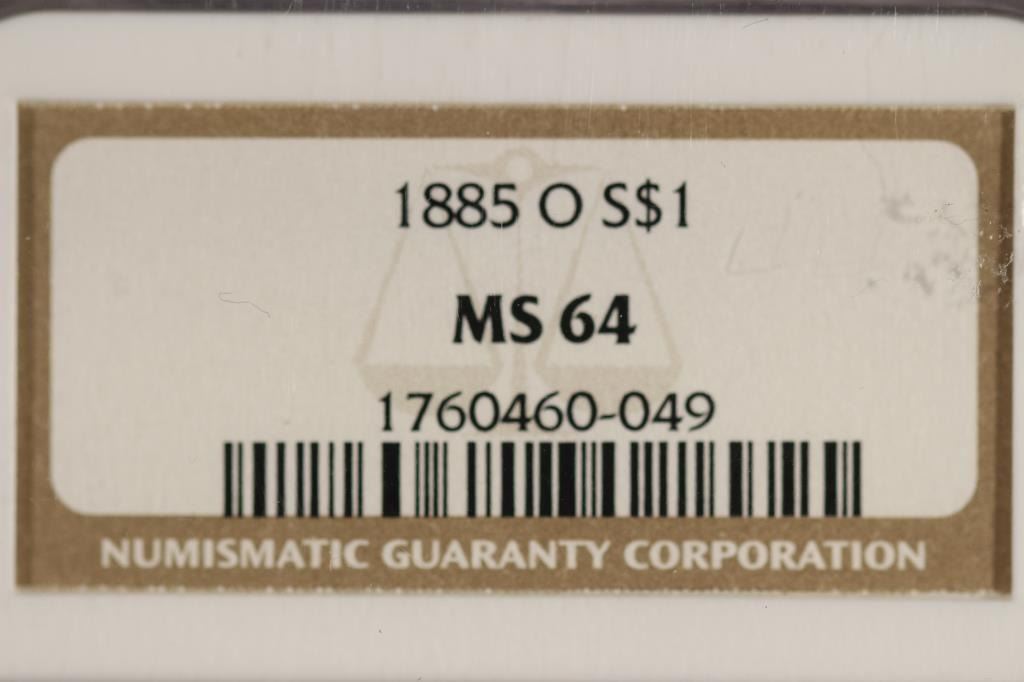 1885 O S$1
MS 64
1760460-049
NUMISMATIC GUARANTY CORPORATION